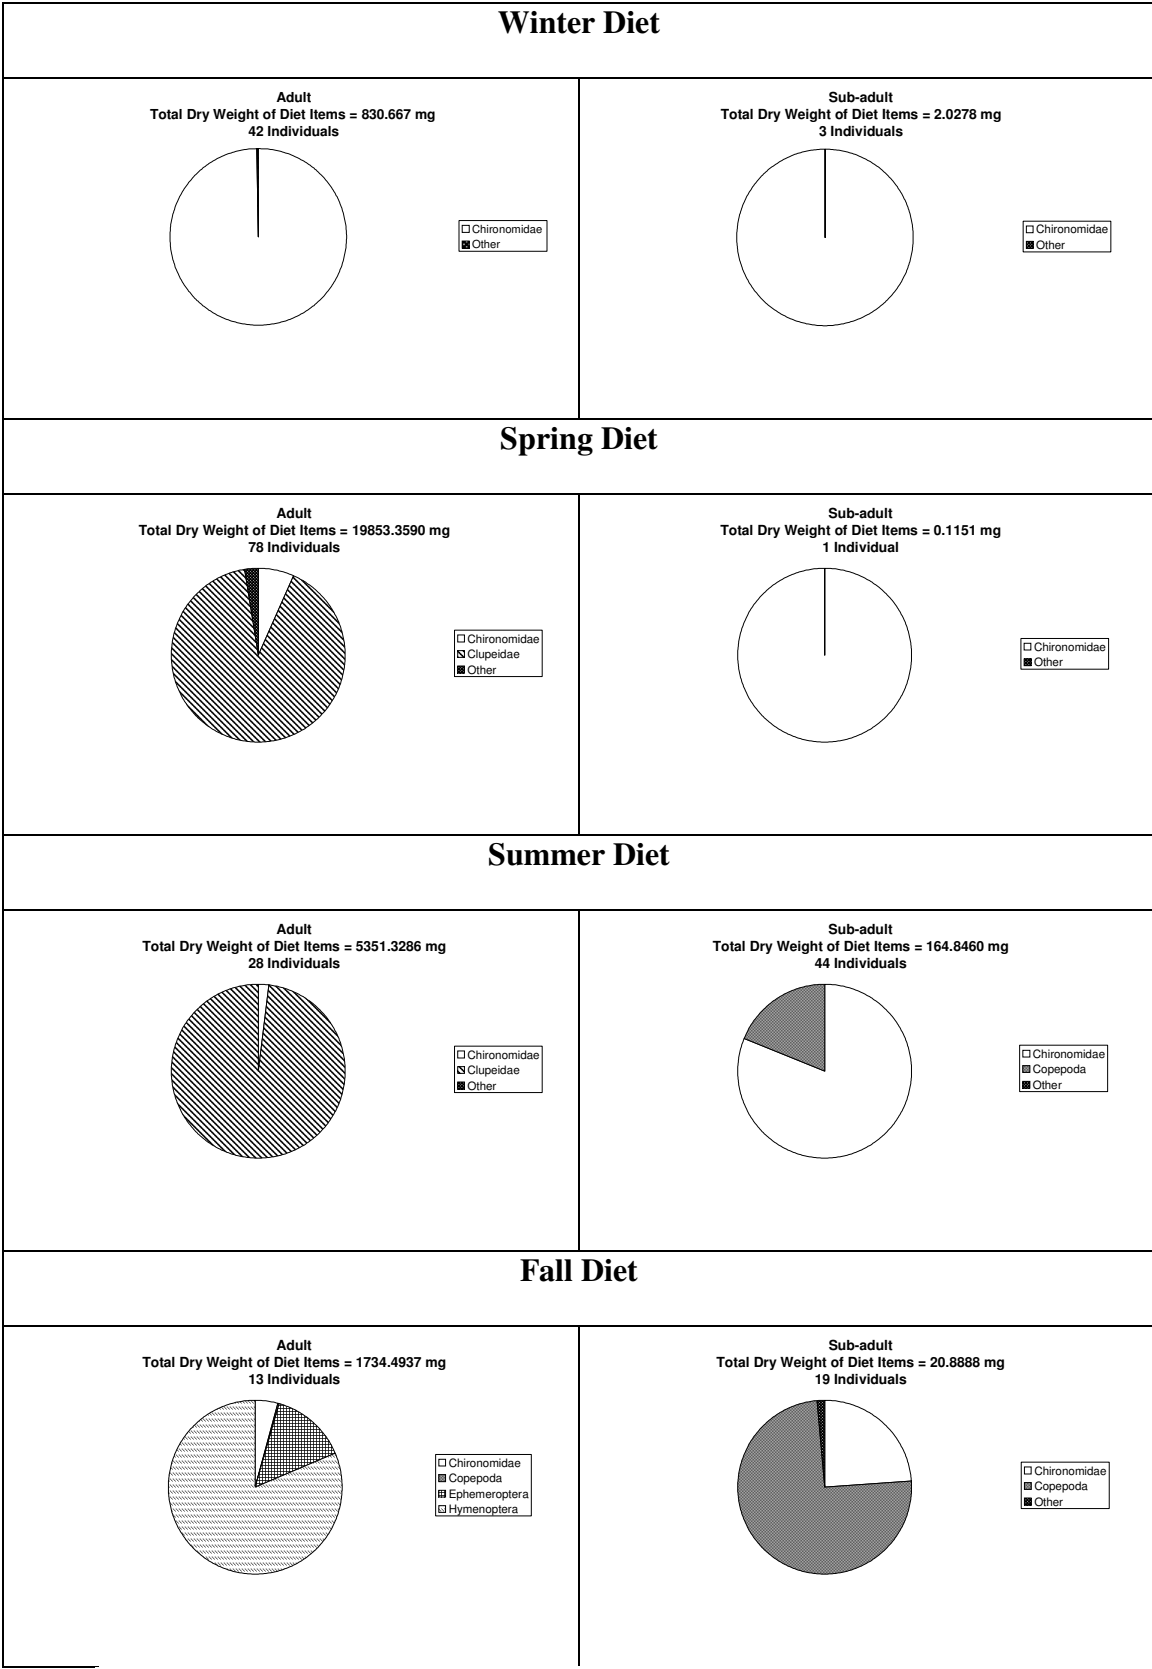 Winter Diet
Adult
Total Dry Weight of Diet Items = 830.667 mg
42 Individuals
Chironomidae
Other
Sub-adult
Total Dry Weight of Diet Items = 2.0278 mg
3 Individuals
Chironomidae
Other
Spring Diet
Adult
Total Dry Weight of Diet Items = 19853.3590 mg
78 Individuals
Chironomidae
Clupeidae
Other
Sub-adult
Total Dry Weight of Diet Items = 0.1151 mg
1 Individual
Chironomidae
Other
Summer Diet
Adult
Total Dry Weight of Diet Items = 5351.3286 mg
28 Individuals
Chironomidae
Clupeidae
Other
Sub-adult
Total Dry Weight of Diet Items = 164.8460 mg
44 Individuals
Chironomidae
Copepoda
Other
Fall Diet
Adult
Total Dry Weight of Diet Items = 1734.4937 mg
13 Individuals
Chironomidae
Copepoda
Ephemeroptera
Hymenoptera
Sub-adult
Total Dry Weight of Diet Items = 20.8888 mg
19 Individuals
Chironomidae
Copepoda
Other